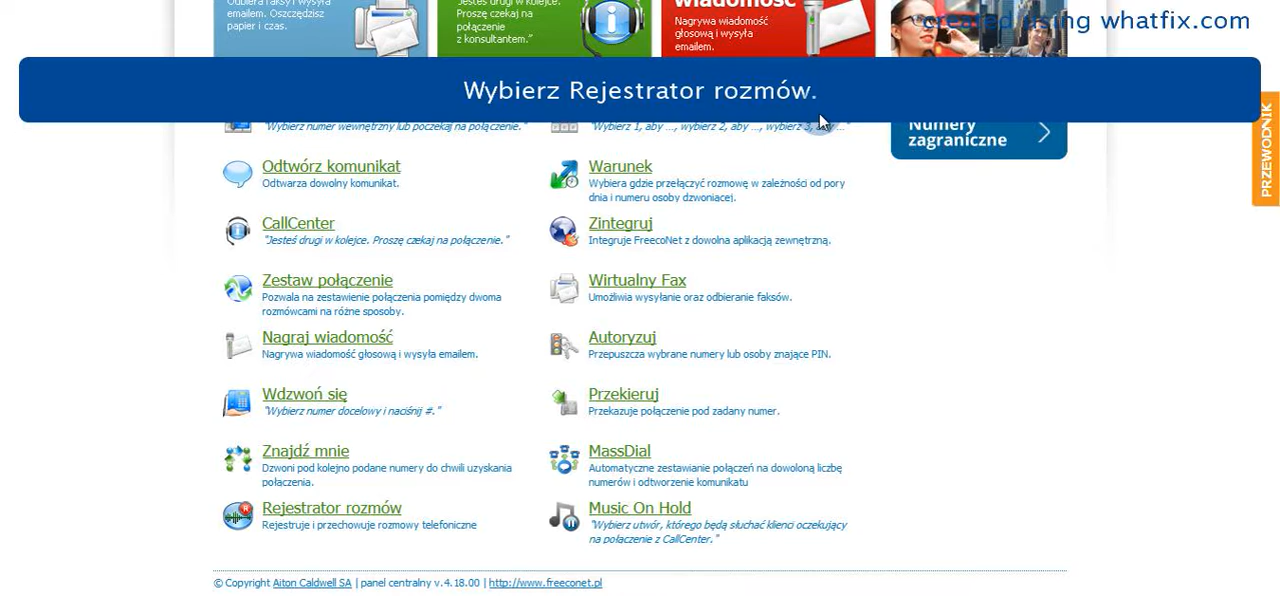 Odbiera faksy i wysyła
emailem. Oszczędzisz
papier i czas.
"Jesteś drugi w kolejce.
Proszę czekaj na
połączenie
z konsultantem."
wiadomość
Nagrywa wiadomość
głosową i wysyła
emailem.
created using whatfix.com
Wybierz Rejestrator rozmów.
"Wybierz numer wewnętrzny lub poczekaj na połączenie."
"Wybierz 1, aby ..., wybierz 2, aby ..., wybierz 3, aby ..."
Numery
zagraniczne
PRZEWODNIK
Odtwórz komunikat
Odtwarza dowolny komunikat.
Warunek
Wybiera gdzie przełączyć rozmowę w zależności od pory
dnia i numeru osoby dzwoniącej.
CallCenter
"Jesteś drugi w kolejce. Proszę czekaj na połączenie."
Zintegruj
Integruje FreecoNet z dowolna aplikacją zewnętrzną.
Zestaw połączenie
Pozwala na zestawienie połączenia pomiędzy dwoma
rozmówcami na różne sposoby.
Wirtualny Fax
Umożliwia wysyłanie oraz odbieranie faksów.
Nagraj wiadomość
Nagrywa wiadomość głosową i wysyła emailem.
Autoryzuj
Przepuszcza wybrane numery lub osoby znające PIN.
Wdzwoń się
"Wybierz numer docelowy i naciśnij #."
Przekieruj
Przekazuje połączenie pod zadany numer.
Znajdź mnie
Dzwoni pod kolejno podane numery do chwili uzyskania
połączenia.
MassDial
Automatyczne zestawianie połączeń na dowoloną liczbę
numerów i odtworzenie komunikatu
Rejestrator rozmów
Rejestruje i przechowuje rozmowy telefoniczne
Music On Hold
"Wybierz utwór, którego będą słuchać klienci oczekujący
na połączenie z CallCenter."
© Copyright Aiton Caldwell SA | panel centralny v.4.18.00 | http://www.freeconet.pl